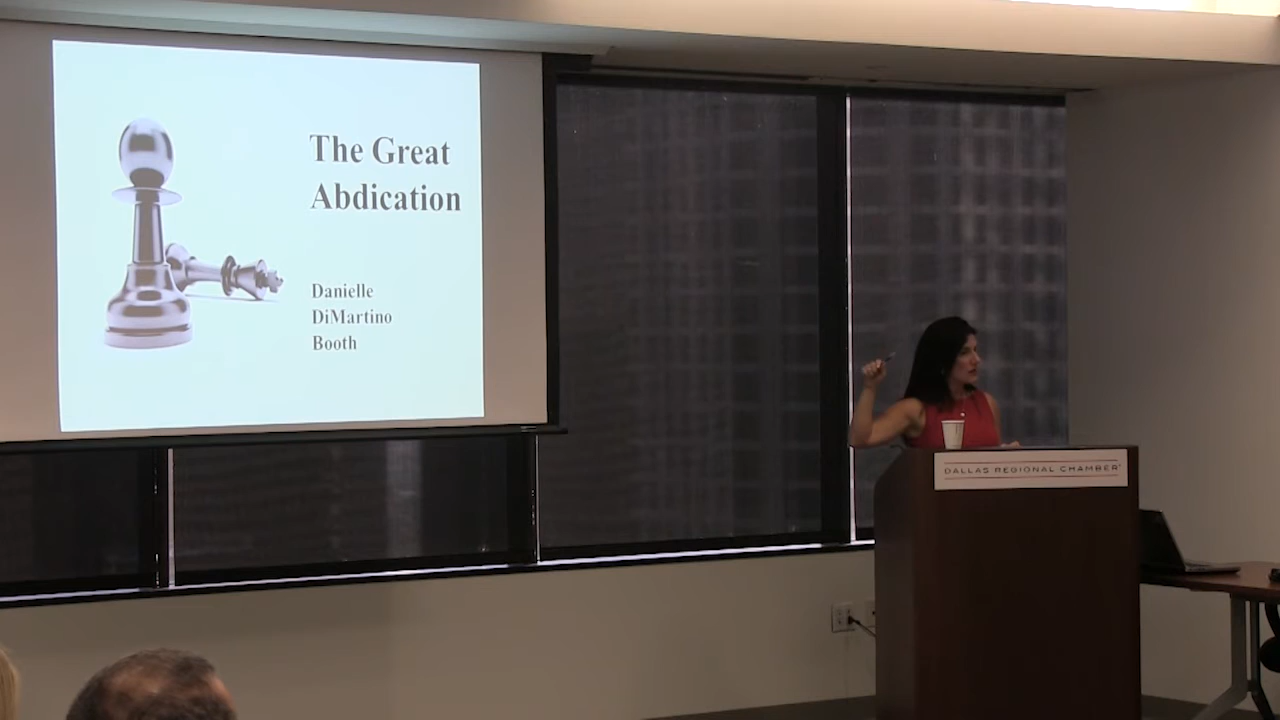 The Great
Abdication
Danielle
DiMartino
Booth
DALLAS REGIONAL CHAMBER